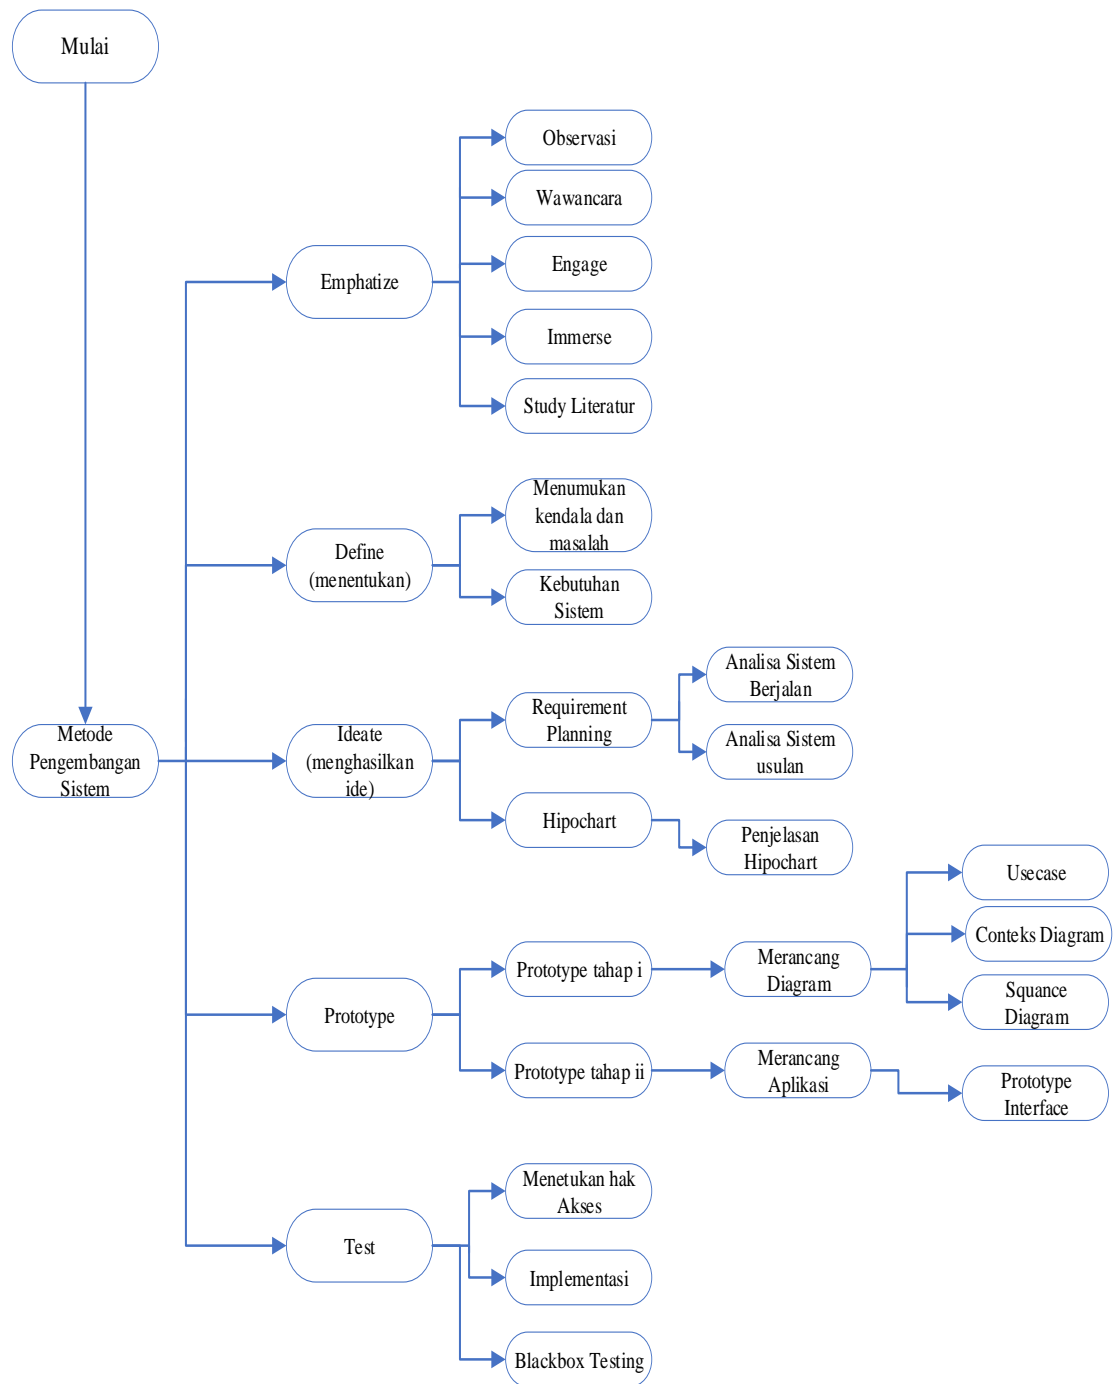 Mulai
Observasi
Wawancara
Engage
Emphatize
Immerse
Study Literatur
Menumukan
kendala dan
masalah
Define
(menentukan)
Kebutuhan
Sistem
Metode
Pengembangan
Sistem
Ideate
(menghasilkan
ide)
Requirement
Planning
Analisa Sistem
Berjalan
Analisa Sistem
usulan
Hipochart
Penjelasan
Hipochart
Prototype
Prototype tahap i
Merancang
Diagram
Usecase
Conteks Diagram
Squance
Diagram
Prototype tahap ii
Merancang
Aplikasi
Prototype
Interface
Test
Menetukan hak
Akses
Implementasi
Blackbox Testing